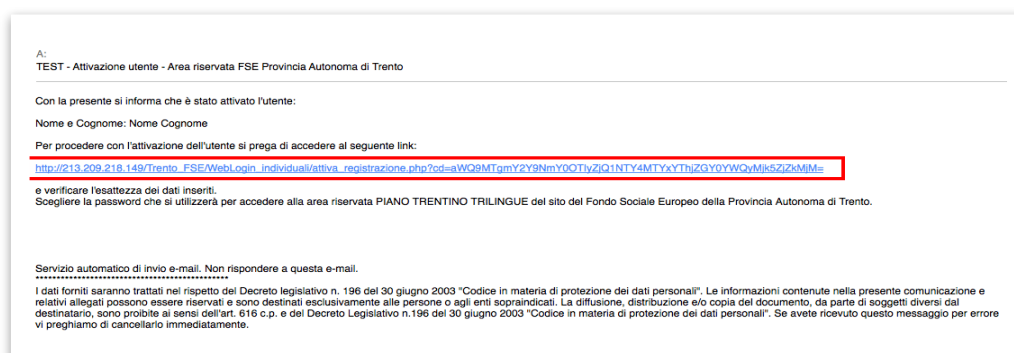 A:
TEST - Attivazione utente - Area riservata FSE Provincia Autonoma di Trento
Con la presente si informa che è stato attivato l'utente:
Nome e Cognome: Nome Cognome
Per procedere con l'attivazione dell'utente si prega di accedere al seguente link:
http://213.209.218.149/Trento_FSE/WebLogin_individuali/attiva_registrazione.php?cd=aWQ9MTgmY2Y9NmY0OTIyZjQ1NTY4MTYxYThjZGY0YWQyMjk5ZjZkMjM=
e verificare l'esattezza dei dati inseriti.
Scegliere la password che si utilizzerà per accedere alla area riservata PIANO TRENTINO TRILINGUE del sito del Fondo Sociale Europeo della Provincia Autonoma di Trento.
Servizio automatico di invio e-mail. Non rispondere a questa e-mail.
**********************************************
I dati forniti saranno trattati nel rispetto del Decreto legislativo n. 196 del 30 giugno 2003 "Codice in materia di protezione dei dati personali". Le informazioni contenute nella presente comunicazione e
relativi allegati possono essere riservati e sono destinati esclusivamente alle persone o agli enti sopraindicati. La diffusione, distribuzione e/o copia del documento, da parte di soggetti diversi dal
destinatario, sono proibite ai sensi dell'art. 616 c.p. e del Decreto Legislativo n.196 del 30 giugno 2003 "Codice in materia di protezione dei dati personali". Se avete ricevuto questo messaggio per errore
vi preghiamo di cancellarlo immediatamente.